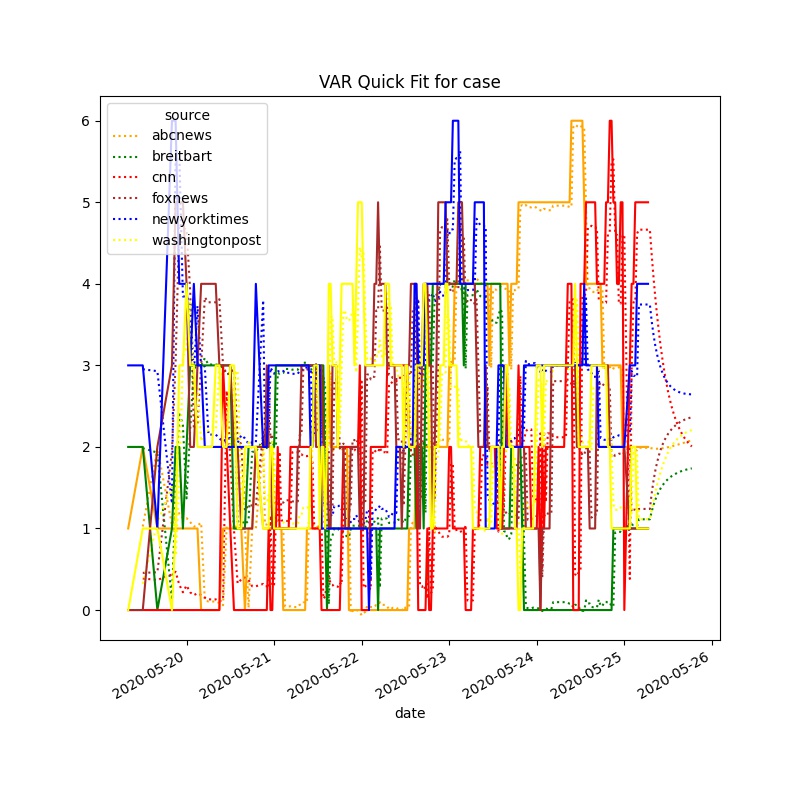 VAR Quick Fit for case
source
abcnews
breitbart
cnn
foxnews
newyorktimes
washingtonpost
6
5
4
3
2
1
0
2020-05-20
2020-05-21
2020-05-22
2020-05-23
2020-05-24
2020-05-25
2020-05-26
date